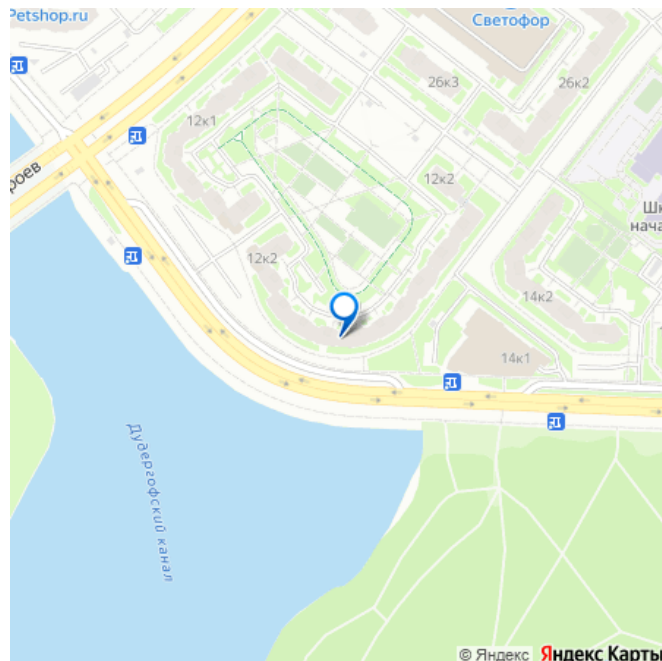 Petshop.ru
Светофор
26к3
26к2
12к1
роев
12к2
Шк
нача
12к2
14к2
14к1
Дудергофский канал
© Яндекс Яндекс Карты